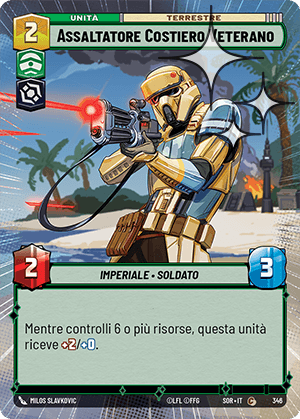 UNITÀ
TERRESTRE
2
ASSALTATORE COSTIERO VETERANO
2
3
IMPERIALE • SOLDATO
Mentre controlli 6 o più risorse, questa unità
riceve +2/+0.
MILOS SLAVKOVIC
©LFL ©FFG
SOR • IT
C
346